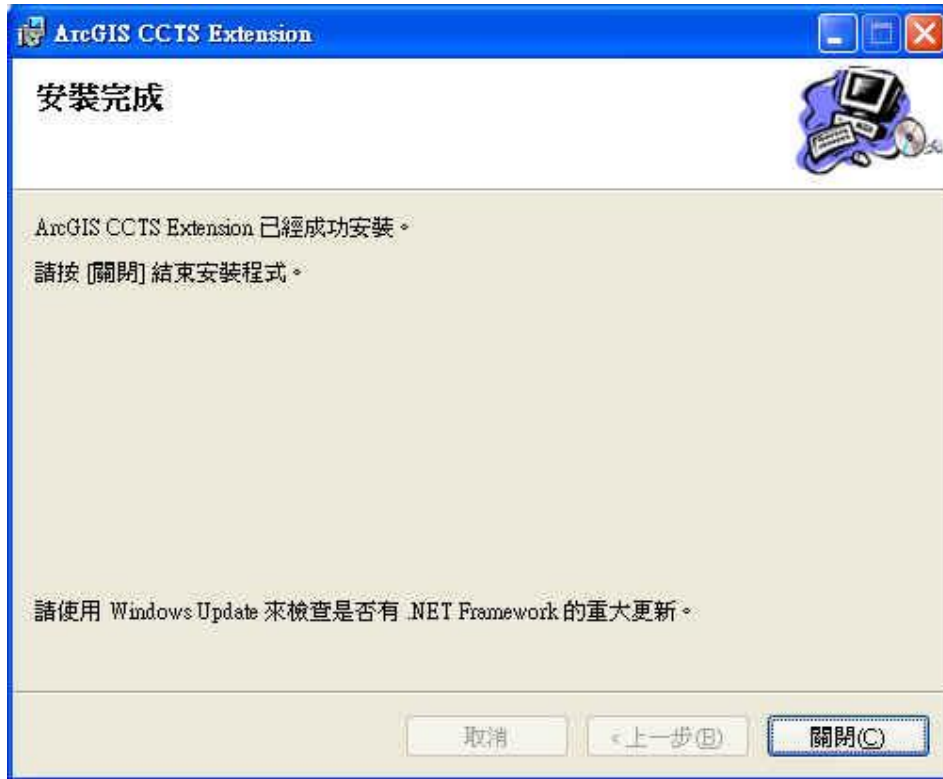 ArcGIS CCTS Extension
安裝完成
ArcGIS CCTS Extension 已經成功安裝。
請按 [關閉] 結束安裝程式。
請使用 Windows Update 來檢查是否有 .NET Framework 的重大更新。
取消
<上一步(B)
關閉(C)